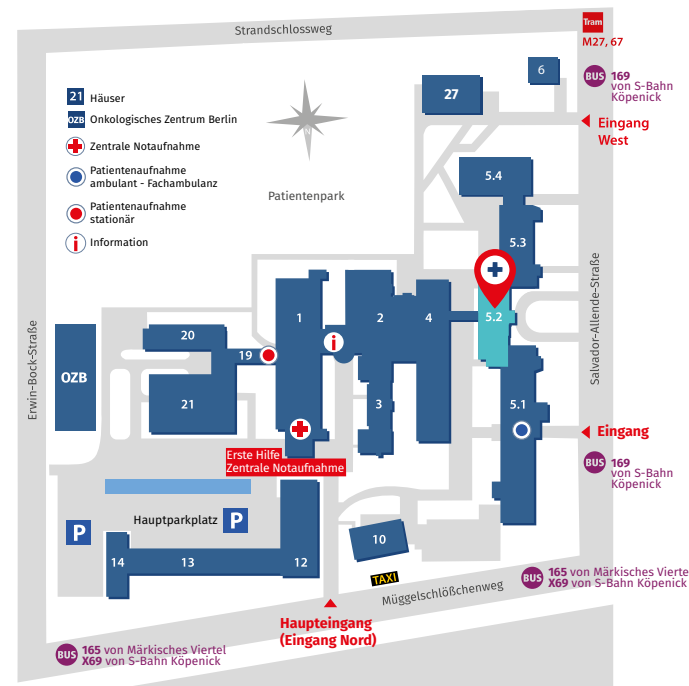 Strandschlossweg
Tram
M27, 67
6
BUS 169
von S-Bahn
Köpenick
27
21 Häuser
OZB Onkologisches Zentrum Berlin
Eingang
West
Zentrale Notaufnahme
Patientenaufnahme
ambulant - Fachambulanz
Patientenaufnahme
stationär
i Information
N
Patientenpark
5.4
5.3
Salvador-Allende-Straße
Erwin-Bock-Straße
1
2
4
5.2
20
i
19
OZB
21
3
5.1
Eingang
Erste Hilfe
Zentrale Notaufnahme
BUS 169
von S-Bahn
Köpenick
P
Hauptparkplatz P
10
14
13
12
TAXI
Müggelschlößchenweg
BUS 165 von Märkisches Vierte
X69 von S-Bahn Köpenick
Haupteingang
(Eingang Nord)
BUS 165 von Märkisches Viertel
X69 von S-Bahn Köpenick